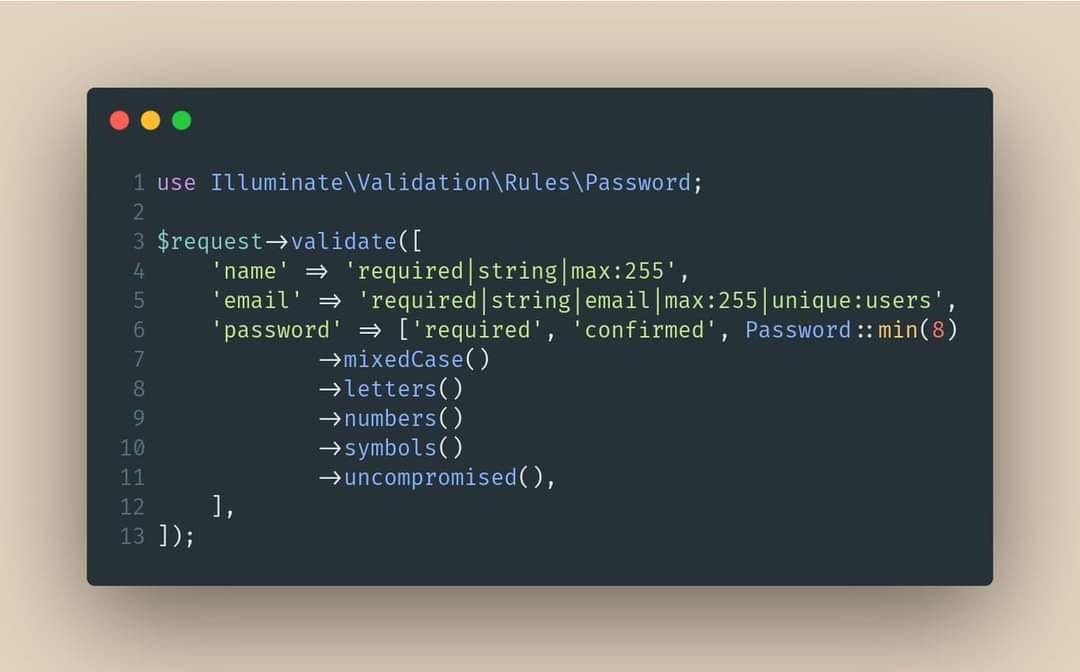 1 use Illuminate\Validation\Rules\Password;
2
3 $request->validate([
4     'name' => 'required|string|max:255',
5     'email' => 'required|string|email|max:255|unique:users',
6     'password' => ['required', 'confirmed', Password::min(8)
7             ->mixedCase()
8             ->letters()
9             ->numbers()
10             ->symbols()
11             ->uncompromised(),
12     ],
13 ]);